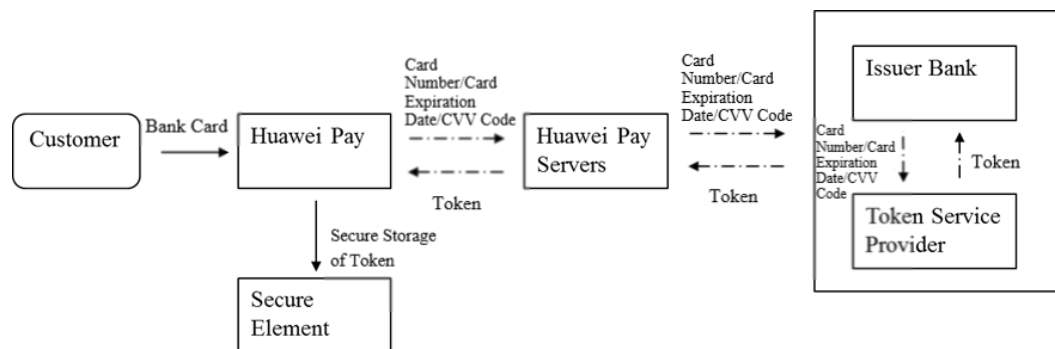 Customer
Bank Card
Huawei Pay
Card
Number/Card
Expiration
Date/CVV Code
Token
Huawei Pay
Servers
Card
Number/Card
Expiration
Date/CVV Code
Token
Issuer Bank
Card
Number/Card
Expiration
Date/CVV
Code
Token
Token Service
Provider
Secure Storage
of Token
Secure
Element